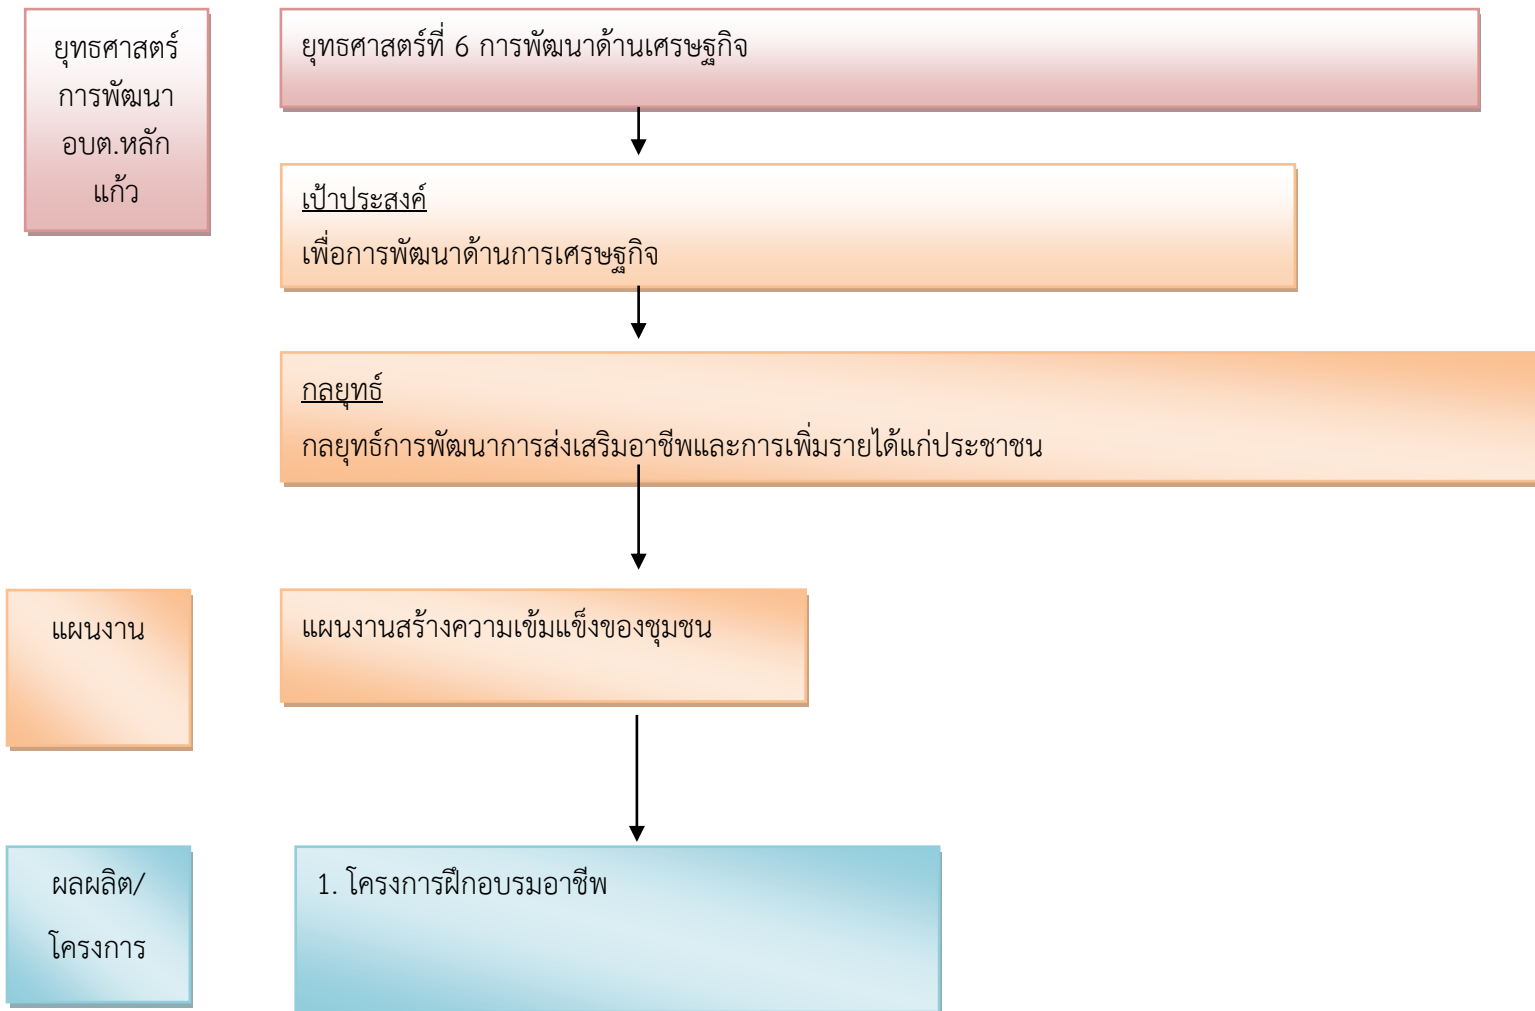 ยุทธศาสตร์
การพัฒนา
อบต.หลัก
แก้ว
ยุทธศาสตร์ที่ 6 การพัฒนาด้านเศรษฐกิจ
เป้าประสงค์
เพื่อการพัฒนาด้านการเศรษฐกิจ
กลยุทธ์
กลยุทธ์การพัฒนาการส่งเสริมอาชีพและการเพิ่มรายได้แก่ประชาชน
แผนงาน
แผนงานสร้างความเข้มแข็งของชุมชน
ผลผลิต/
โครงการ
1. โครงการฝึกอบรมอาชีพ